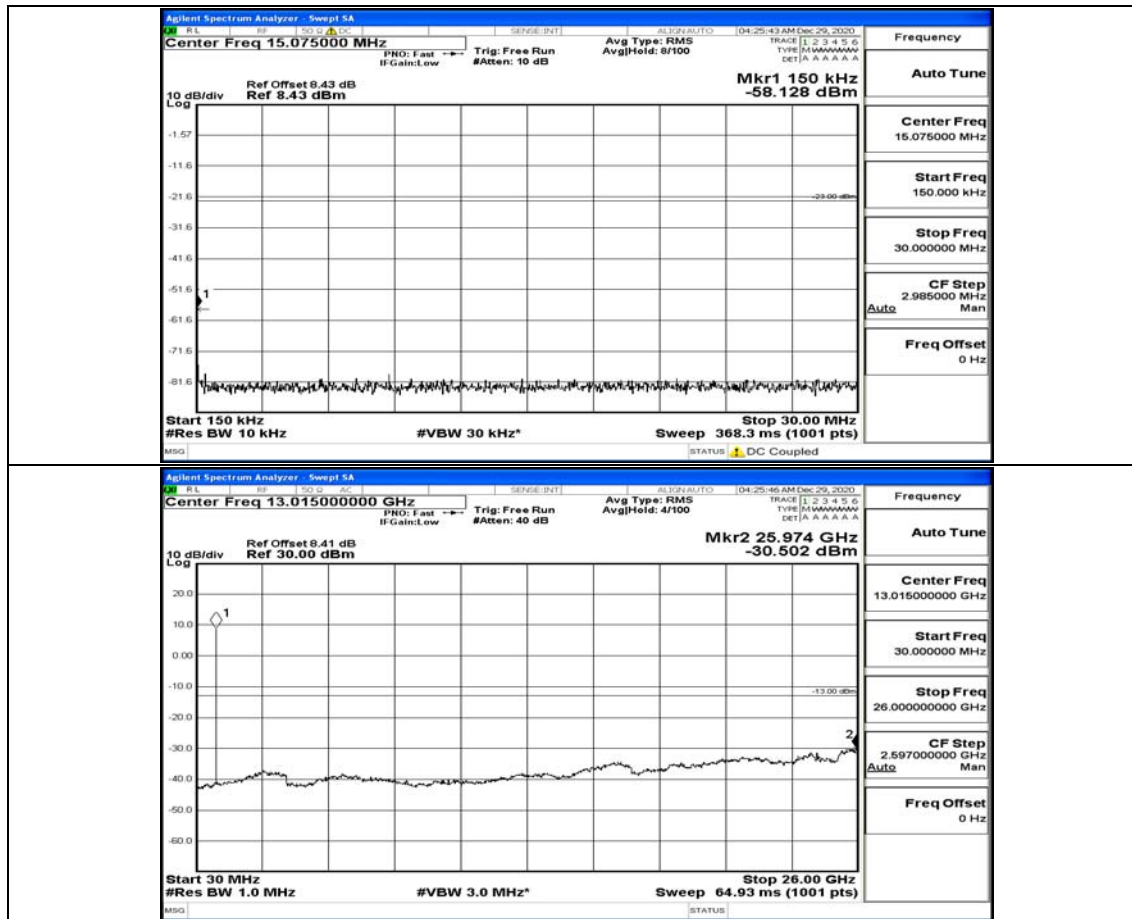 Agilent Spectrum Analyzer - Swept SA
RL RF 50 Ω DC SENSE:INT ALIGN AUTO 04:25:43 AM Dec 29, 2020
Center Freq 15.075000 MHz
PNO: Fast
IFGain:Low
Trig: Free Run
#Atten: 10 dB
Avg Type: RMS
Avg|Hold: 8/100
TRACE 1 2 3 4 5 6
TYPE M
DET A A A A A A
Ref Offset 8.43 dB
10 dB/div Ref 8.43 dBm
Log
Mkr1 150 kHz
-58.128 dBm
-1.57
-11.6
-21.6
-23.00 dBm
-31.6
-41.6
-51.6
1
-61.6
-71.6
-81.6
Start 150 kHz Stop 30.00 MHz
#Res BW 10 kHz #VBW 30 kHz* Sweep 368.3 ms (1001 pts)
MSG STATUS DC Coupled
Frequency
Auto Tune
Center Freq
15.075000 MHz
Start Freq
150.000 kHz
Stop Freq
30.000000 MHz
CF Step
2.985000 MHz
Auto Man
Freq Offset
0 Hz
Agilent Spectrum Analyzer - Swept SA
RL RF 50 Ω AC SENSE:INT ALIGN AUTO 04:25:46 AM Dec 29, 2020
Center Freq 13.015000000 GHz
PNO: Fast
IFGain:Low
Trig: Free Run
#Atten: 40 dB
Avg Type: RMS
Avg|Hold: 4/100
TRACE 1 2 3 4 5 6
TYPE M
DET A A A A A A
Ref Offset 8.41 dB
10 dB/div Ref 30.00 dBm
Log
Mkr2 25.974 GHz
-30.502 dBm
20.0
1
10.0
0.00
-10.0
-13.00 dBm
-20.0
2
-30.0
-40.0
-50.0
-60.0
Start 30 MHz Stop 26.00 GHz
#Res BW 1.0 MHz #VBW 3.0 MHz* Sweep 64.93 ms (1001 pts)
MSG STATUS
Frequency
Auto Tune
Center Freq
13.015000000 GHz
Start Freq
30.000000 MHz
Stop Freq
26.000000000 GHz
CF Step
2.597000000 GHz
Auto Man
Freq Offset
0 Hz